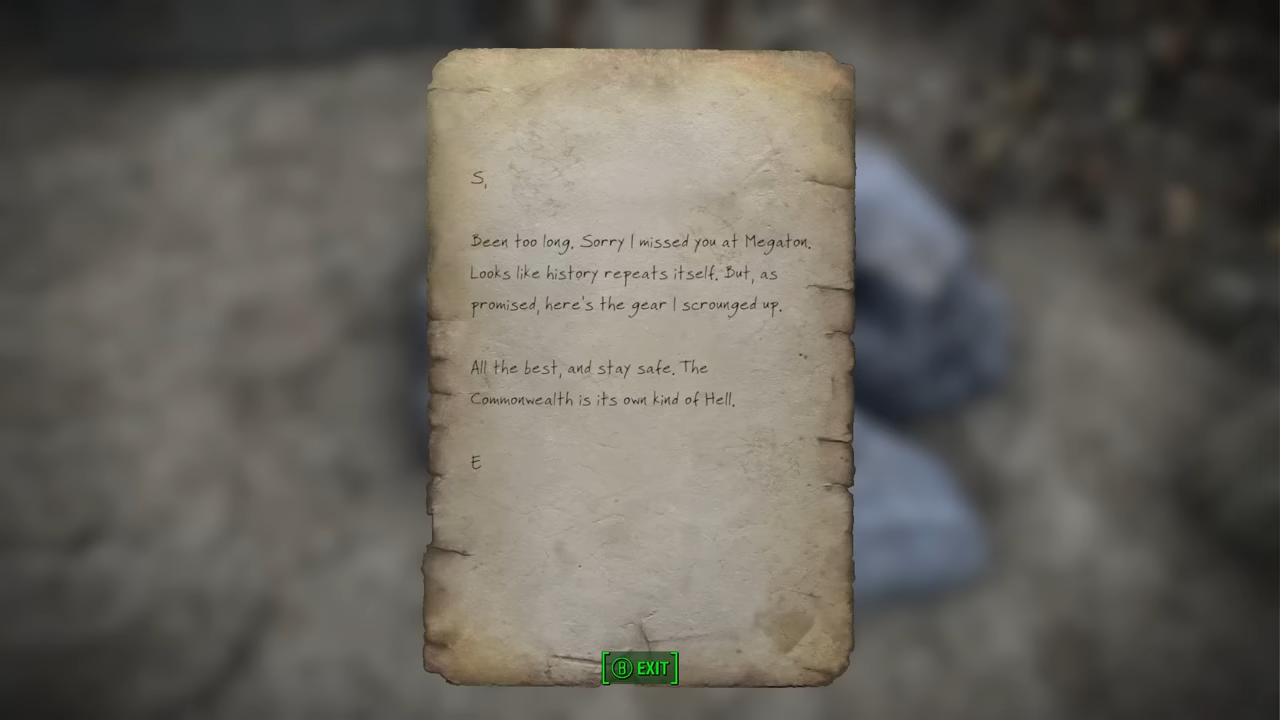 S,
Been too long. Sorry I missed you at Megaton.
Looks like history repeats itself. But, as
promised, here's the gear I scrounged up.
All the best, and stay safe. The
Commonwealth is its own kind of Hell.
E
B EXIT